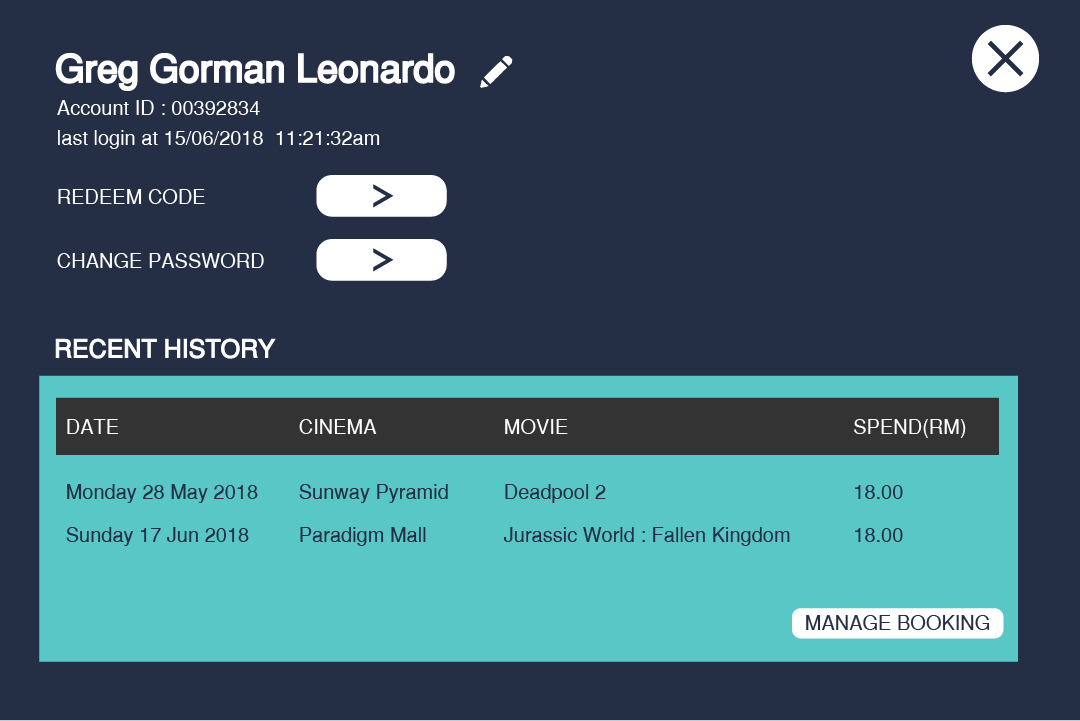 Greg Gorman Leonardo
Account ID : 00392834
last login at 15/06/2018  11:21:32am
REDEEM CODE >
CHANGE PASSWORD >
RECENT HISTORY
DATE CINEMA MOVIE SPEND(RM)
Monday 28 May 2018 Sunway Pyramid Deadpool 2 18.00
Sunday 17 Jun 2018 Paradigm Mall Jurassic World : Fallen Kingdom 18.00
MANAGE BOOKING